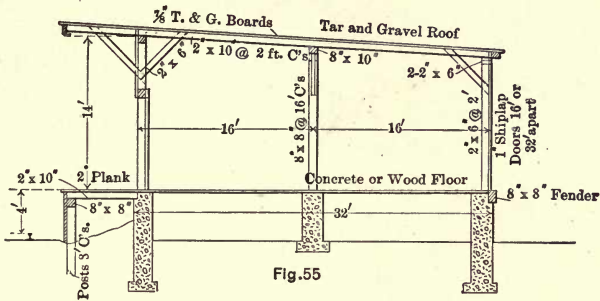 ⅞" T. & G. Boards
Tar and Gravel Roof
2" x 6"
2" x 10" @ 2 ft. C's.
8" x 10"
2-2" x 6"
14'
16'
8" x 8" @ 16' C's
16'
2" x 6" @ 2'
1" Shiplap
Doors 16' or
32' apart
2" Plank
Concrete or Wood Floor
2" x 10"
8" x 8"
8" x 8" Fender
4'
32'
Posts 8' C's.
Fig.55